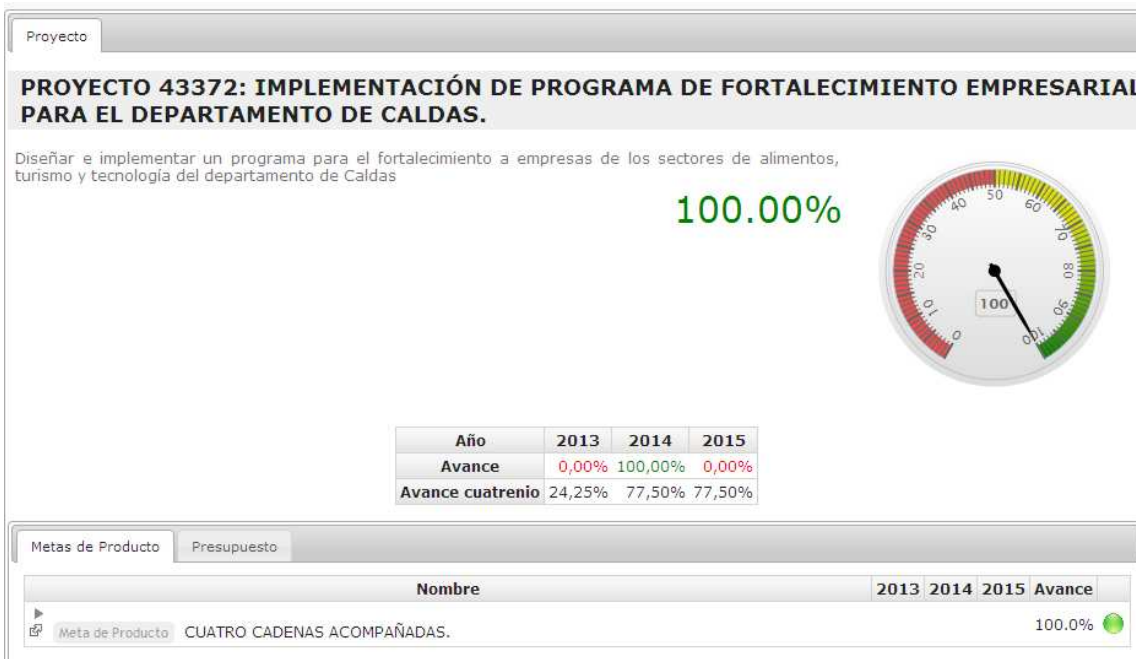 Proyecto
PROYECTO 43372: IMPLEMENTACIÓN DE PROGRAMA DE FORTALECIMIENTO EMPRESARIAL
PARA EL DEPARTAMENTO DE CALDAS.
Diseñar e implementar un programa para el fortalecimiento a empresas de los sectores de alimentos,
turismo y tecnología del departamento de Caldas
100.00%
0 10 20 30 40 50 60 70 80 90 100
100
Año 2013 2014 2015
Avance 0,00% 100,00% 0,00%
Avance cuatrenio 24,25% 77,50% 77,50%
Metas de Producto Presupuesto
Nombre 2013 2014 2015 Avance
Meta de Producto CUATRO CADENAS ACOMPAÑADAS. 100.0%